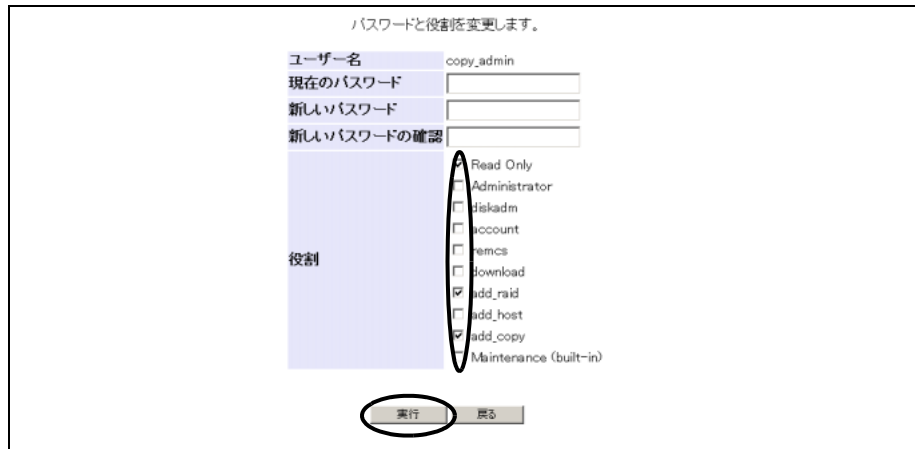 パスワードと役割を変更します。
ユーザー名 copy_admin
現在のパスワード
新しいパスワード
新しいパスワードの確認
役割
Read Only
Administrator
diskadm
account
remcs
download
add_raid
add_host
add_copy
Maintenance (built-in)
実行 戻る